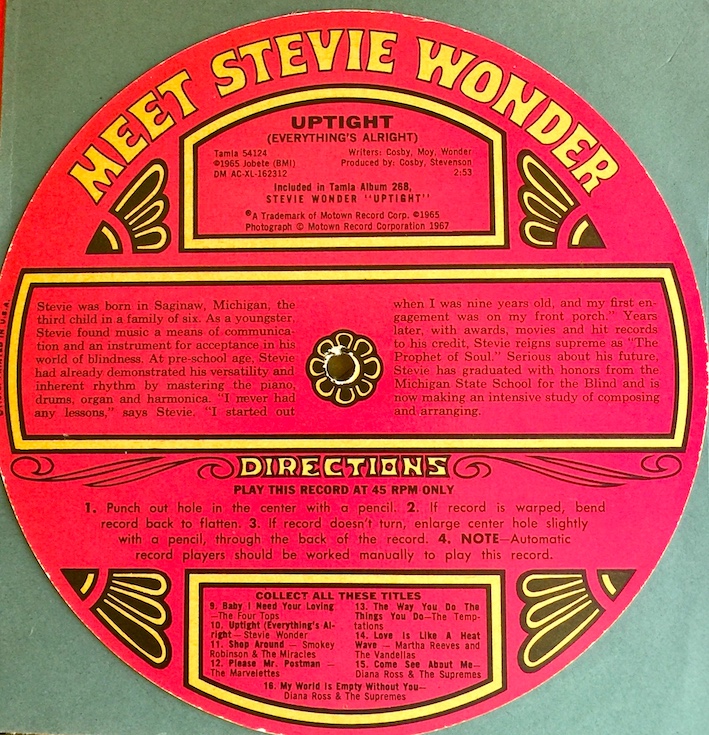 MEET STEVIE WONDER
UPTIGHT
(EVERYTHING'S ALRIGHT)
Tamla 54124 Writers: Cosby, Moy, Wonder
©1965 Jobete (BMI) Produced by: Cosby, Stevenson
DM AC-XL-162312 2:53
Included in Tamla Album 268,
STEVIE WONDER "UPTIGHT"
®A Trademark of Motown Record Corp. ©1965
Photograph © Motown Record Corporation 1967
Stevie was born in Saginaw, Michigan, the
third child in a family of six. As a youngster,
Stevie found music a means of communica-
tion and an instrument for acceptance in his
world of blindness. At pre-school age, Stevie
had already demonstrated his versatility and
inherent rhythm by mastering the piano,
drums, organ and harmonica. "I never had
any lessons," says Stevie. "I started out
when I was nine years old, and my first en-
gagement was on my front porch." Years
later, with awards, movies and hit records
to his credit, Stevie reigns supreme as "The
Prophet of Soul." Serious about his future,
Stevie has graduated with honors from the
Michigan State School for the Blind and is
now making an intensive study of composing
and arranging.
DIRECTIONS
PLAY THIS RECORD AT 45 RPM ONLY
1. Punch out hole in the center with a pencil. 2. If record is warped, bend
record back to flatten. 3. If record doesn't turn, enlarge center hole slightly
with a pencil, through the back of the record. 4. NOTE—Automatic
record players should be worked manually to play this record.
COLLECT ALL THESE TITLES
9. Baby I Need Your Loving
—The Four Tops
10. Uptight (Everything's Al-
right—Stevie Wonder
11. Shop Around — Smokey
Robinson & The Miracles
12. Please Mr. Postman —
The Marvelettes
13. The Way You Do The
Things You Do—The Temp-
tations
14. Love Is Like A Heat
Wave — Martha Reeves and
The Vandellas
15. Come See About Me—
Diana Ross & The Supremes
16. My World Is Empty Without You—
Diana Ross & The Supremes